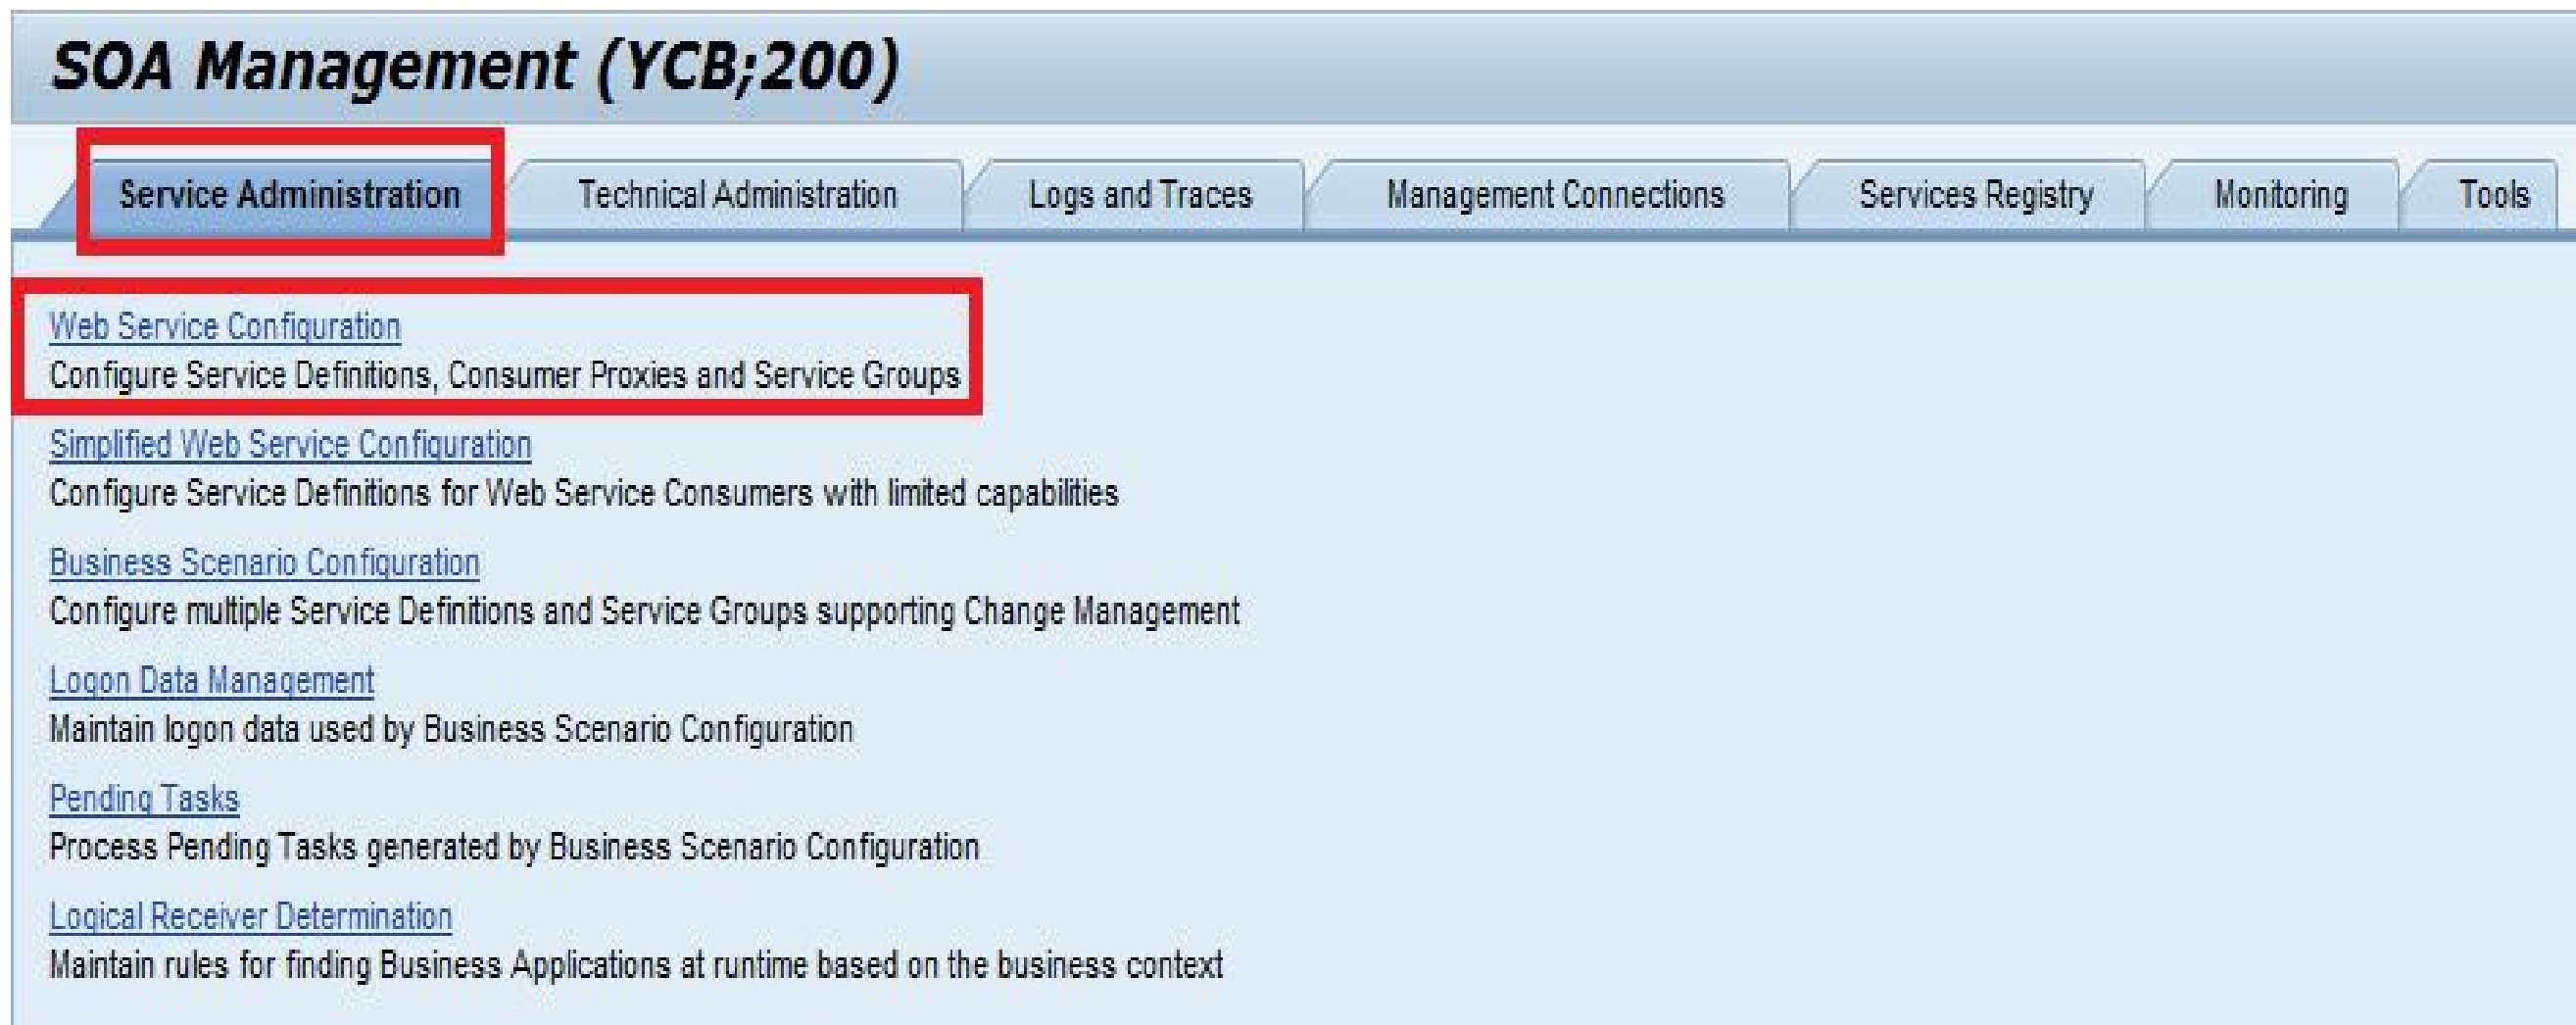 SOA Management (YCB;200)
Service Administration Technical Administration Logs and Traces Management Connections Services Registry Monitoring Tools
Web Service Configuration
Configure Service Definitions, Consumer Proxies and Service Groups
Simplified Web Service Configuration
Configure Service Definitions for Web Service Consumers with limited capabilities
Business Scenario Configuration
Configure multiple Service Definitions and Service Groups supporting Change Management
Logon Data Management
Maintain logon data used by Business Scenario Configuration
Pending Tasks
Process Pending Tasks generated by Business Scenario Configuration
Logical Receiver Determination
Maintain rules for finding Business Applications at runtime based on the business context